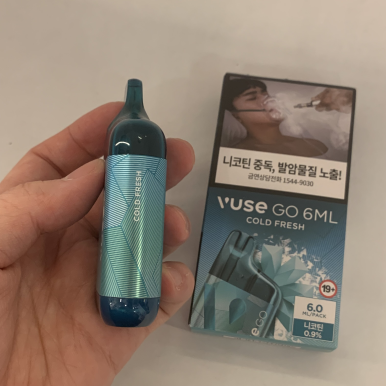 COLD FRESH
니코틴 중독, 발암물질 노출!
금연상담전화 1544-9030
vuse GO 6ML
COLD FRESH
19+
6.0
ML/PACK
니코틴
0.9%
e GO